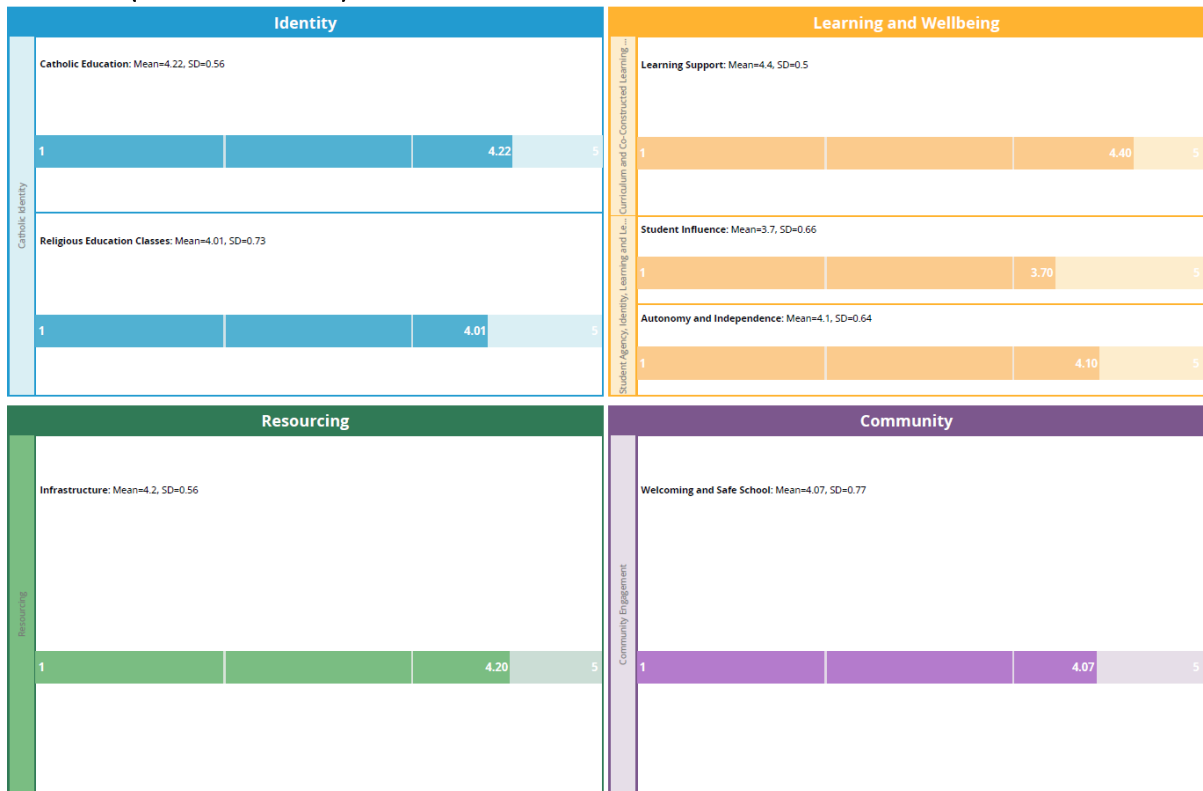 Identity
Catholic Identity
Catholic Education: Mean=4.22, SD=0.56
1 4.22 5
Religious Education Classes: Mean=4.01, SD=0.73
1 4.01 5
Learning and Wellbeing
Curriculum and Co-Constructed Learning ...
Learning Support: Mean=4.4, SD=0.5
1 4.40 5
Student Agency, Identity, Learning and Le...
Student Influence: Mean=3.7, SD=0.66
1 3.70 5
Autonomy and Independence: Mean=4.1, SD=0.64
1 4.10 5
Resourcing
Resourcing
Infrastructure: Mean=4.2, SD=0.56
1 4.20 5
Community
Community Engagement
Welcoming and Safe School: Mean=4.07, SD=0.77
1 4.07 5